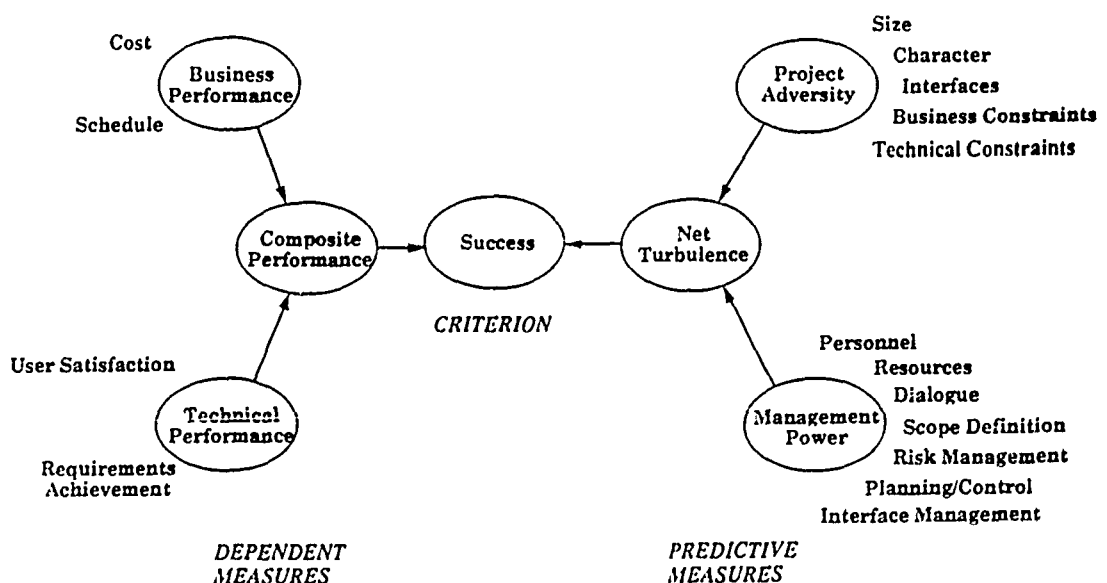 Cost
Business
Performance
Schedule
Composite
Performance
User Satisfaction
Technical
Performance
Requirements
Achievement
DEPENDENT
MEASURES
Success
CRITERION
Size
Character
Project
Adversity
Interfaces
Business Constraints
Technical Constraints
Net
Turbulence
Personnel
Resources
Dialogue
Management
Power
Scope Definition
Risk Management
Planning/Control
Interface Management
PREDICTIVE
MEASURES